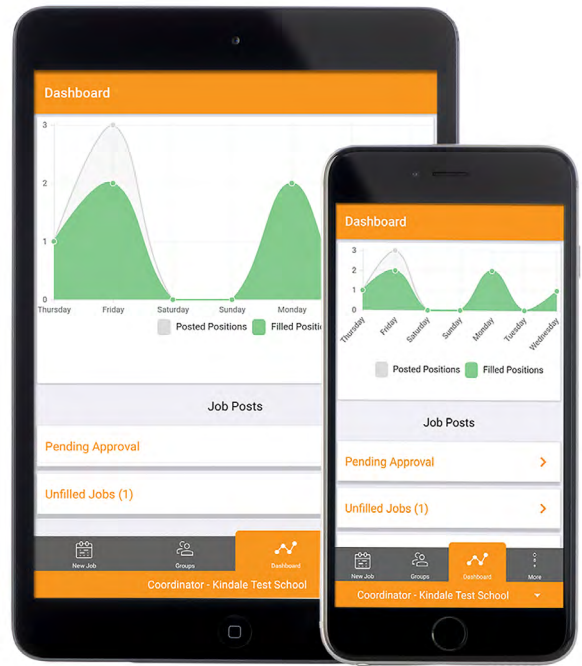 Dashboard
3
2
1
0
Thursday Friday Saturday Sunday Monday
Posted Positions Filled Positi
Job Posts
Pending Approval
Unfilled Jobs (1)
New Job Groups Dashboard
Coordinator - Kindale Test School
Dashboard
3
2
1
0
Thursday Friday Saturday Sunday Monday Tuesday Wednesday
Posted Positions Filled Positions
Job Posts
Pending Approval
Unfilled Jobs (1)
New Job Groups Dashboard More
Coordinator - Kindale Test School